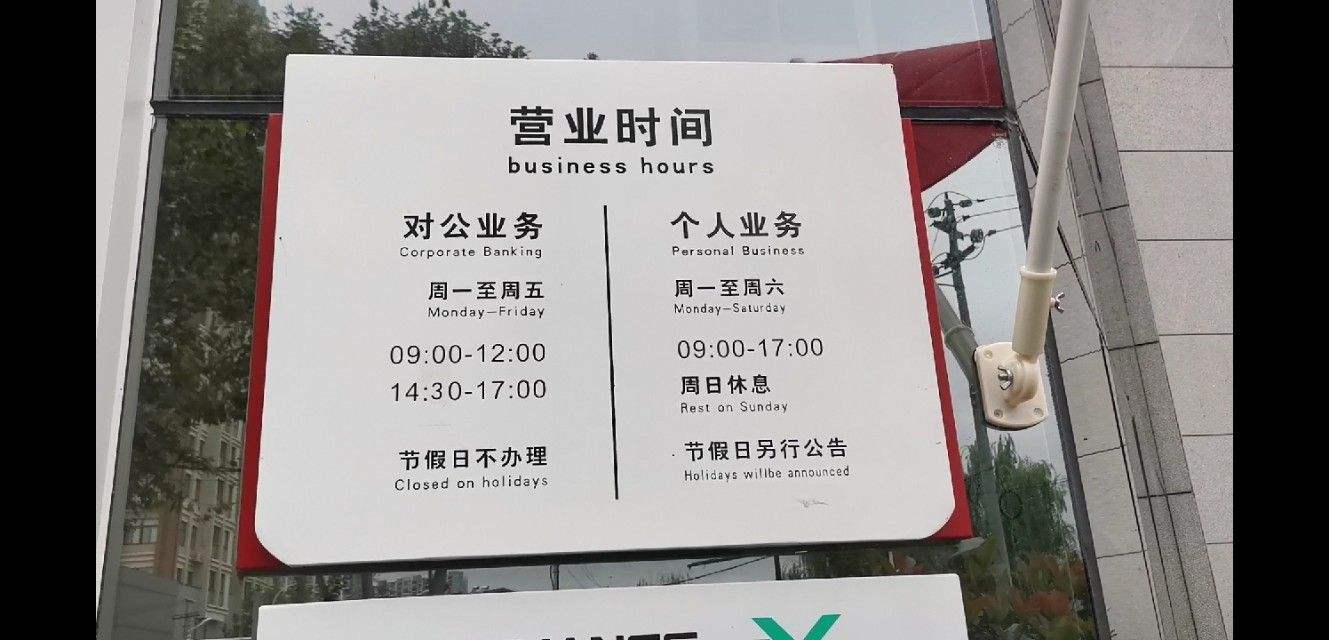 营业时间
business hours
对公业务
Corporate Banking
周一至周五
Monday—Friday
09:00-12:00
14:30-17:00
节假日不办理
Closed on holidays
个人业务
Personal Business
周一至周六
Monday—Saturday
09:00-17:00
周日休息
Rest on Sunday
节假日另行公告
Holidays willbe announced